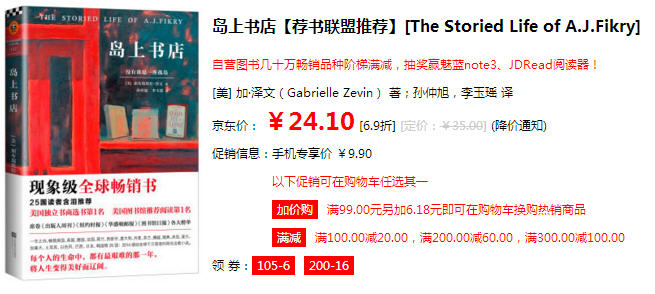 岛上书店【荐书联盟推荐】[The Storied Life of A.J.Fikry]
自营图书几十万畅销品种阶梯满减，抽奖赢魅蓝note3、JDRead阅读器！
[美] 加·泽文（Gabrielle Zevin） 著；孙仲旭，李玉瑶 译
京东价： ￥24.10 [6.9折] [定价：￥35.00] (降价通知)
促销信息：手机专享价 ￥9.90
以下促销可在购物车任选其一
加价购 满99.00元另加6.18元即可在购物车换购热销商品
满减 满100.00减20.00，满200.00减60.00，满300.00减100.00
领 券： 105-6 200-16
THE STORIED LIFE OF A.J.FIKRY
岛上书店
没有谁是一座孤岛
现象级全球畅销书
25国读者含泪推荐
美国独立书商选书第1名 美国图书馆推荐阅读第1名
每个人的生命中，都有最艰难的那一年，
将人生变得美好而辽阔。
岛上书店